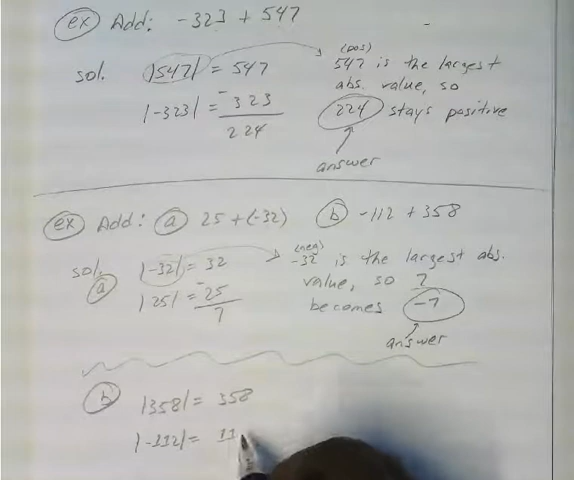 ex Add: -323 + 547
sol. |547| = 547
|-323| = -323
224
(pos)
547 is the largest
abs. value, so
224 stays positive
answer
ex Add: a 25 + (-32) b -112 + 358
sol. a |-32| = 32
|25| = -25
7
(neg)
-32 is the largest abs.
value, so 7
becomes -7
answer
b |358| = 358
|-112| = 11